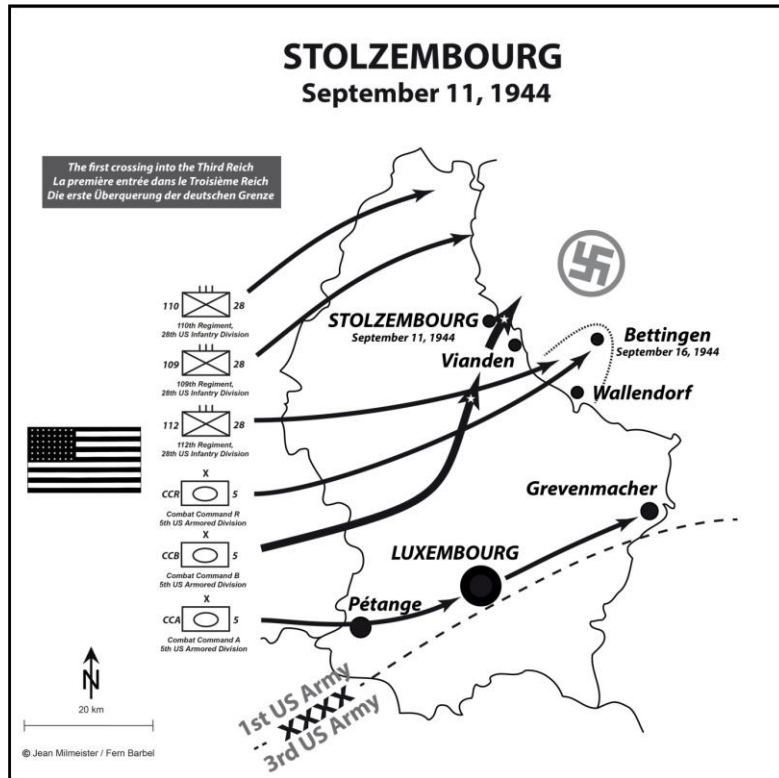 STOLZEMBOURG
September 11, 1944
The first crossing into the Third Reich
La première entrée dans le Troisième Reich
Die erste Überquerung der deutschen Grenze
110 28
110th Regiment,
28th US Infantry Division
STOLZEMBOURG
September 11, 1944
Vianden
Bettingen
September 16, 1944
Wallendorf
109 28
109th Regiment,
28th US Infantry Division
112 28
112th Regiment,
28th US Infantry Division
X
CCR 5
Combat Command R
5th US Armored Division
Grevenmacher
X
CCB 5
Combat Command B
5th US Armored Division
LUXEMBOURG
X
CCA 5
Combat Command A
5th US Armored Division
Pétange
N
20 km
1st US Army
XXXX
3rd US Army
© Jean Milmeister / Fern Barbel